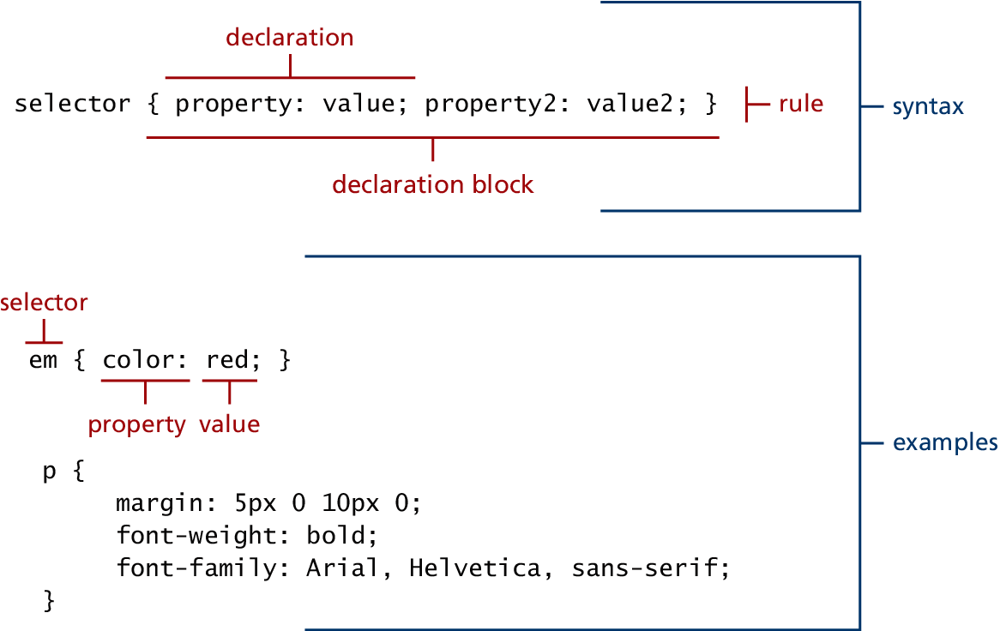 declaration
selector { property: value; property2: value2; }
rule
syntax
declaration block
selector
em { color: red; }
property value
examples
p {
margin: 5px 0 10px 0;
font-weight: bold;
font-family: Arial, Helvetica, sans-serif;
}